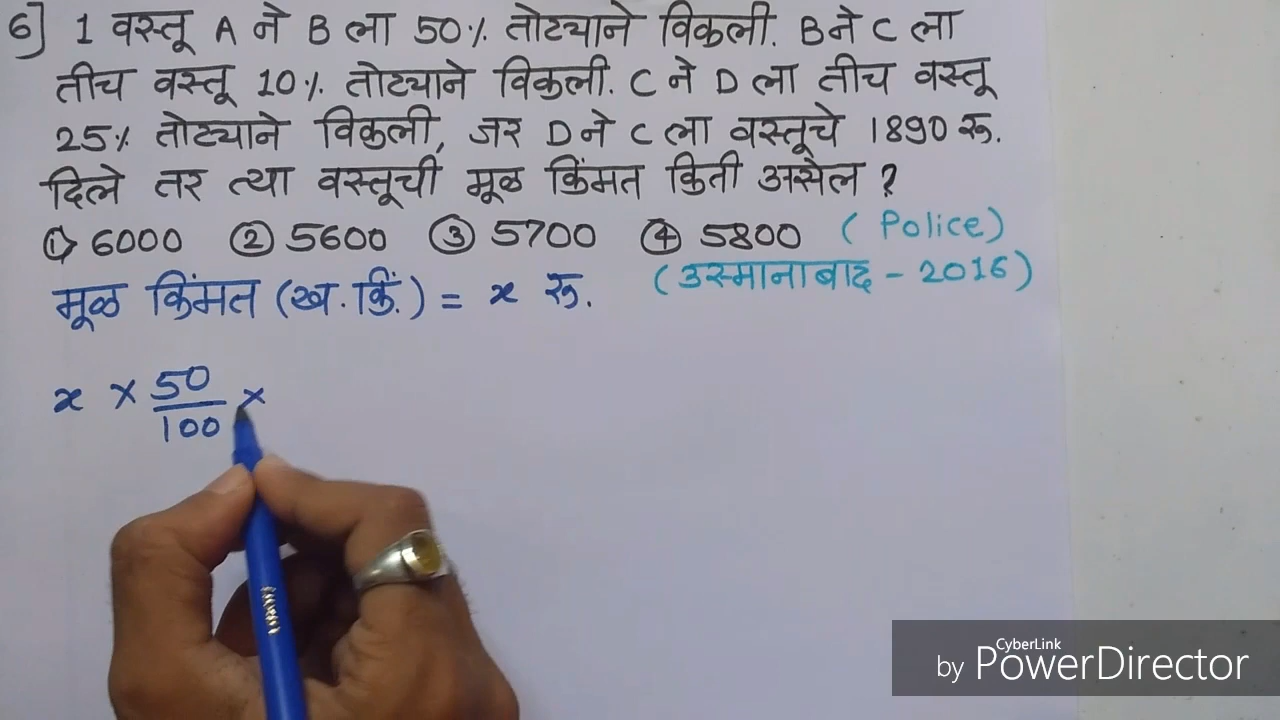 6] 1 वस्तू A ने B ला 50% तोट्याने विकली. B ने C ला
तीच वस्तू 10% तोट्याने विकली. C ने D ला तीच वस्तू
25% तोट्याने विकली, जर D ने C ला वस्तूचे 1890 रू.
दिले तर त्या वस्तूची मूळ किंमत किती असेल ?
① 6000 ② 5600 ③ 5700 ④ 5800 ( Police )
( उस्मानाबाद - 2016 )
मूळ किंमत (ख. किं.) = x रू.
x × 50/100 ×
CyberLink
by PowerDirector